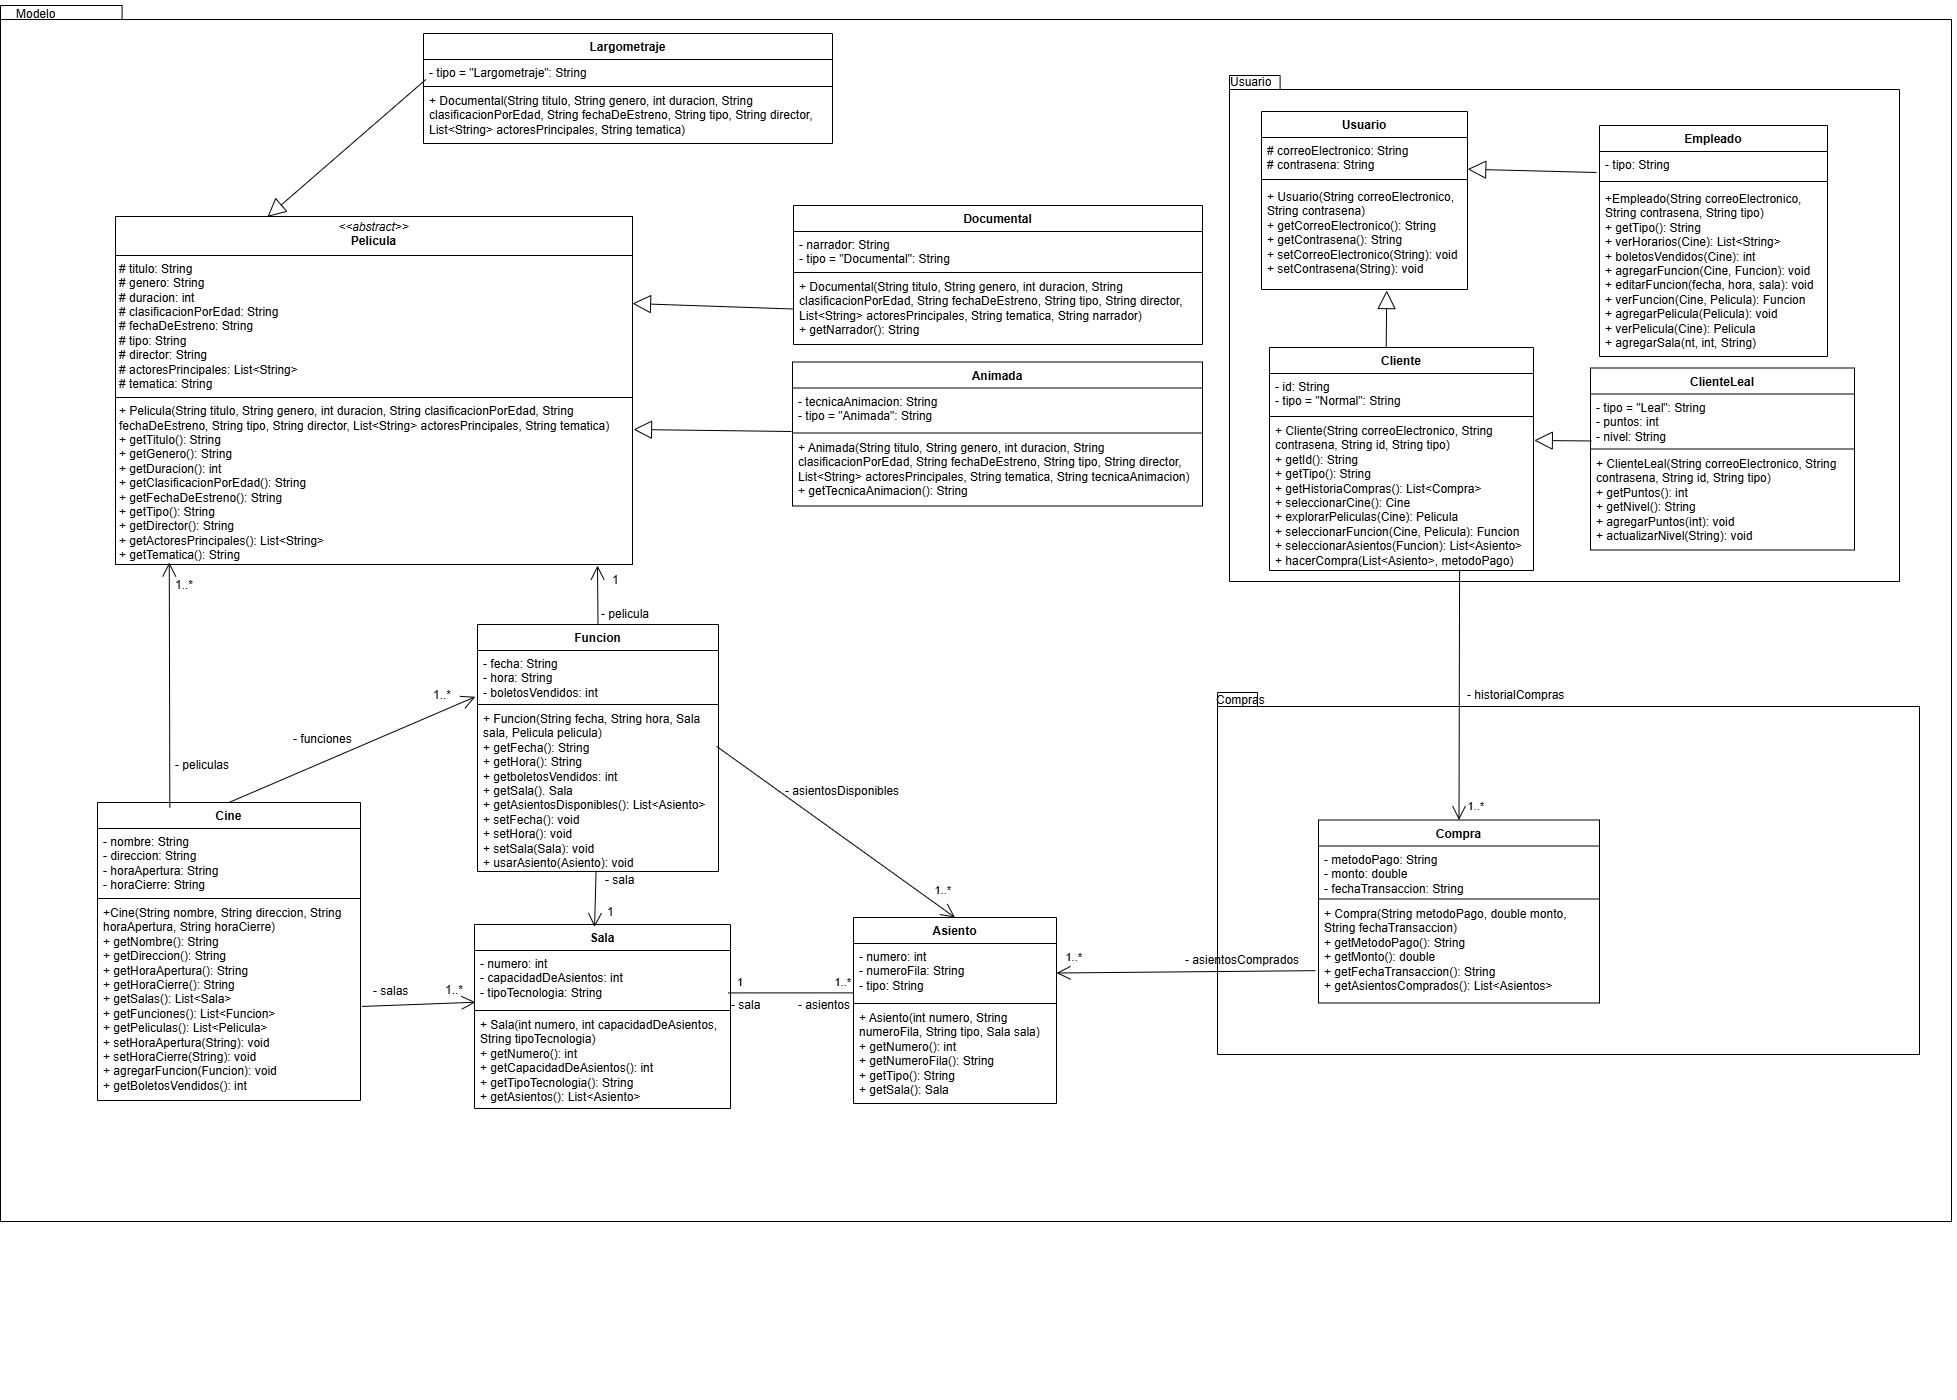 Modelo
Largometraje
- tipo = "Largometraje": String
+ Documental(String titulo, String genero, int duracion, String
clasificacionPorEdad, String fechaDeEstreno, String tipo, String director,
List<String> actoresPrincipales, String tematica)
<<abstract>>
Pelicula
# titulo: String
# genero: String
# duracion: int
# clasificacionPorEdad: String
# fechaDeEstreno: String
# tipo: String
# director: String
# actoresPrincipales: List<String>
# tematica: String
+ Pelicula(String titulo, String genero, int duracion, String clasificacionPorEdad, String
fechaDeEstreno, String tipo, String director, List<String> actoresPrincipales, String tematica)
+ getTitulo(): String
+ getGenero(): String
+ getDuracion(): int
+ getClasificacionPorEdad(): String
+ getFechaDeEstreno(): String
+ getTipo(): String
+ getDirector(): String
+ getActoresPrincipales(): List<String>
+ getTematica(): String
Documental
- narrador: String
- tipo = "Documental": String
+ Documental(String titulo, String genero, int duracion, String
clasificacionPorEdad, String fechaDeEstreno, String tipo, String director,
List<String> actoresPrincipales, String tematica, String narrador)
+ getNarrador(): String
Animada
- tecnicaAnimacion: String
- tipo = "Animada": String
+ Animada(String titulo, String genero, int duracion, String
clasificacionPorEdad, String fechaDeEstreno, String tipo, String director,
List<String> actoresPrincipales, String tematica, String tecnicaAnimacion)
+ getTecnicaAnimacion(): String
Usuario
Usuario
# correoElectronico: String
# contrasena: String
+ Usuario(String correoElectronico,
String contrasena)
+ getCorreoElectronico(): String
+ getContrasena(): String
+ setCorreoElectronico(String): void
+ setContrasena(String): void
Empleado
- tipo: String
+Empleado(String correoElectronico,
String contrasena, String tipo)
+ getTipo(): String
+ verHorarios(Cine): List<String>
+ boletosVendidos(Cine): int
+ agregarFuncion(Cine, Funcion): void
+ editarFuncion(fecha, hora, sala): void
+ verFuncion(Cine, Pelicula): Funcion
+ agregarPelicula(Pelicula): void
+ verPelicula(Cine): Pelicula
+ agregarSala(nt, int, String)
Cliente
- id: String
- tipo = "Normal": String
+ Cliente(String correoElectronico, String
contrasena, String id, String tipo)
+ getId(): String
+ getTipo(): String
+ getHistoriaCompras(): List<Compra>
+ seleccionarCine(): Cine
+ explorarPeliculas(Cine): Pelicula
+ seleccionarFuncion(Cine, Pelicula): Funcion
+ seleccionarAsientos(Funcion): List<Asiento>
+ hacerCompra(List<Asiento>, metodoPago)
ClienteLeal
- tipo = "Leal": String
- puntos: int
- nivel: String
+ ClienteLeal(String correoElectronico, String
contrasena, String id, String tipo)
+ getPuntos(): int
+ getNivel(): String
+ agregarPuntos(int): void
+ actualizarNivel(String): void
1..*
1
- pelicula
Funcion
- fecha: String
- hora: String
- boletosVendidos: int
+ Funcion(String fecha, String hora, Sala
sala, Pelicula pelicula)
+ getFecha(): String
+ getHora(): String
+ getboletosVendidos: int
+ getSala(). Sala
+ getAsientosDisponibles(): List<Asiento>
+ setFecha(): void
+ setHora(): void
+ setSala(Sala): void
+ usarAsiento(Asiento): void
1..*
- funciones
- peliculas
- asientosDisponibles
1..*
- historialCompras
Compras
1..*
Cine
- nombre: String
- direccion: String
- horaApertura: String
- horaCierre: String
+Cine(String nombre, String direccion, String
horaApertura, String horaCierre)
+ getNombre(): String
+ getDireccion(): String
+ getHoraApertura(): String
+ getHoraCierre(): String
+ getSalas(): List<Sala>
+ getFunciones(): List<Funcion>
+ getPeliculas(): List<Pelicula>
+ setHoraApertura(String): void
+ setHoraCierre(String): void
+ agregarFuncion(Funcion): void
+ getBoletosVendidos(): int
- salas
1..*
- sala
1
Sala
- numero: int
- capacidadDeAsientos: int
- tipoTecnologia: String
+ Sala(int numero, int capacidadDeAsientos,
String tipoTecnologia)
+ getNumero(): int
+ getCapacidadDeAsientos(): int
+ getTipoTecnologia(): String
+ getAsientos(): List<Asiento>
1
1..*
- sala
- asientos
Asiento
- numero: int
- numeroFila: String
- tipo: String
+ Asiento(int numero, String
numeroFila, String tipo, Sala sala)
+ getNumero(): int
+ getNumeroFila(): String
+ getTipo(): String
+ getSala(): Sala
1..*
- asientosComprados
Compra
- metodoPago: String
- monto: double
- fechaTransaccion: String
+ Compra(String metodoPago, double monto,
String fechaTransaccion)
+ getMetodoPago(): String
+ getMonto(): double
+ getFechaTransaccion(): String
+ getAsientosComprados(): List<Asientos>